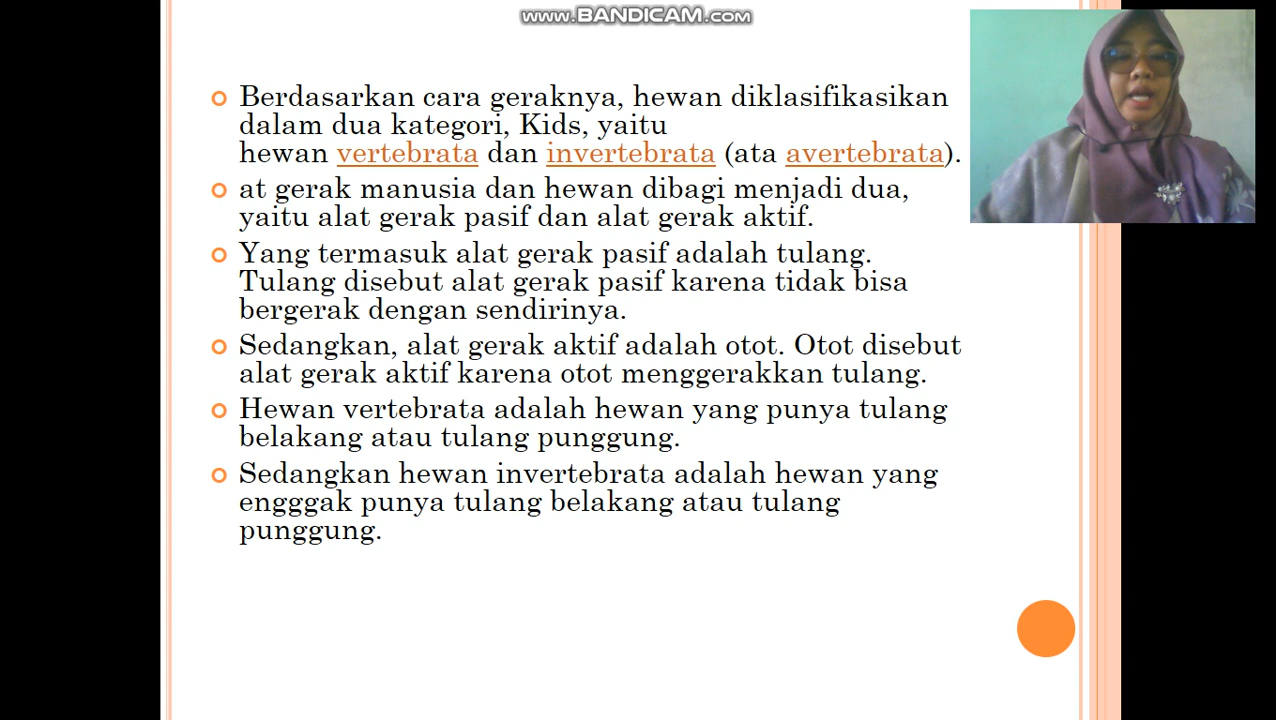 www.BANDICAM.com
Berdasarkan cara geraknya, hewan diklasifikasikan
dalam dua kategori, Kids, yaitu
hewan vertebrata dan invertebrata (ata avertebrata).
at gerak manusia dan hewan dibagi menjadi dua,
yaitu alat gerak pasif dan alat gerak aktif.
Yang termasuk alat gerak pasif adalah tulang.
Tulang disebut alat gerak pasif karena tidak bisa
bergerak dengan sendirinya.
Sedangkan, alat gerak aktif adalah otot. Otot disebut
alat gerak aktif karena otot menggerakkan tulang.
Hewan vertebrata adalah hewan yang punya tulang
belakang atau tulang punggung.
Sedangkan hewan invertebrata adalah hewan yang
engggak punya tulang belakang atau tulang
punggung.